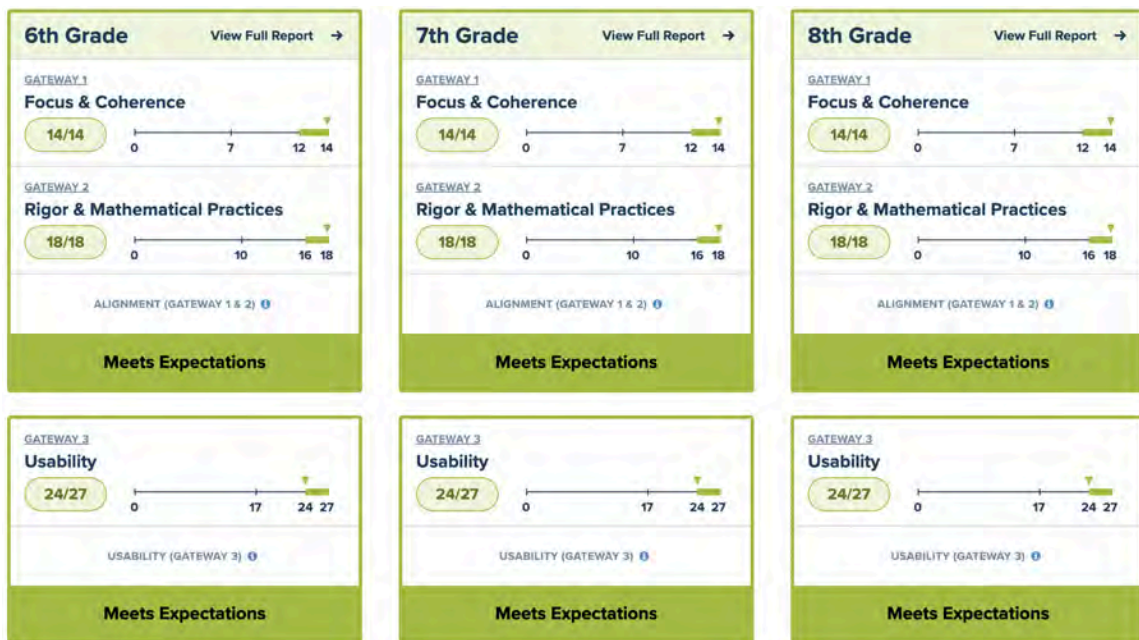 6th Grade View Full Report →
GATEWAY 1
Focus & Coherence
14/14
0 7 12 14
GATEWAY 2
Rigor & Mathematical Practices
18/18
0 10 16 18
ALIGNMENT (GATEWAY 1 & 2)
Meets Expectations
GATEWAY 3
Usability
24/27
0 17 24 27
USABILITY (GATEWAY 3)
Meets Expectations
7th Grade View Full Report →
GATEWAY 1
Focus & Coherence
14/14
0 7 12 14
GATEWAY 2
Rigor & Mathematical Practices
18/18
0 10 16 18
ALIGNMENT (GATEWAY 1 & 2)
Meets Expectations
GATEWAY 3
Usability
24/27
0 17 24 27
USABILITY (GATEWAY 3)
Meets Expectations
8th Grade View Full Report →
GATEWAY 1
Focus & Coherence
14/14
0 7 12 14
GATEWAY 2
Rigor & Mathematical Practices
18/18
0 10 16 18
ALIGNMENT (GATEWAY 1 & 2)
Meets Expectations
GATEWAY 3
Usability
24/27
0 17 24 27
USABILITY (GATEWAY 3)
Meets Expectations